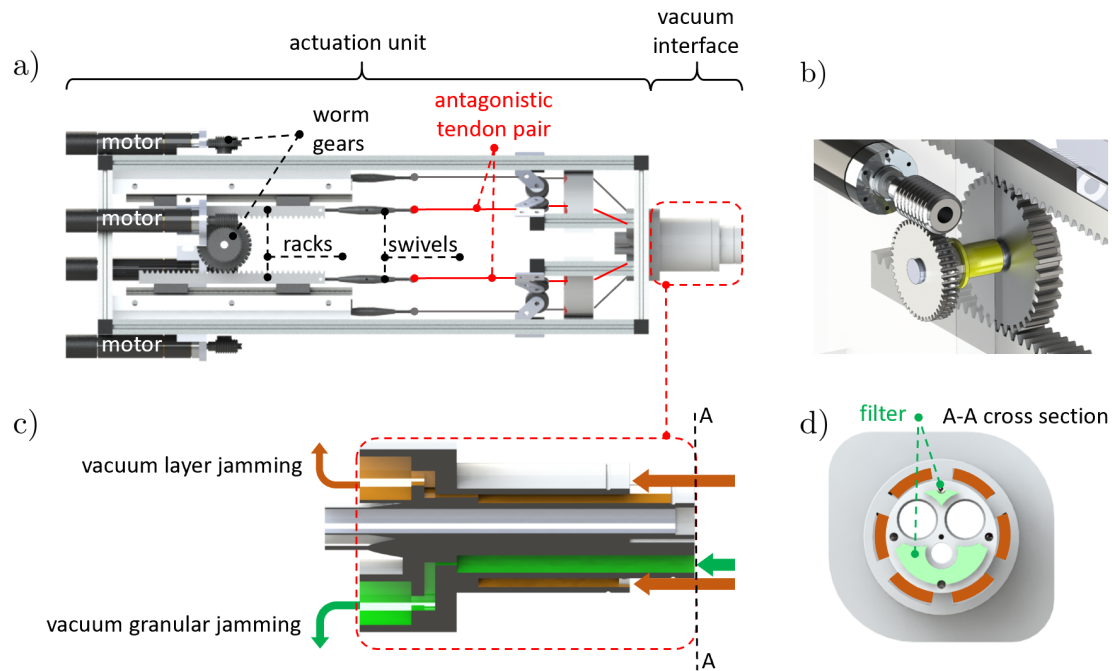 a)
actuation unit
vacuum
interface
b)
motor
worm
gears
antagonistic
tendon pair
motor
racks
swivels
motor
motor
c)
A
vacuum layer jamming
vacuum granular jamming
A
d)
filter
A-A cross section